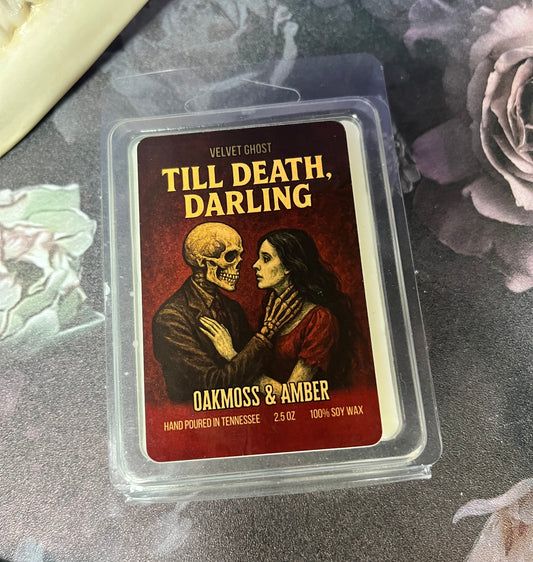 VELVET GHOST
TILL DEATH,
DARLING
OAKMOSS & AMBER
HAND POURED IN TENNESSEE 2.5 OZ 100% SOY WAX